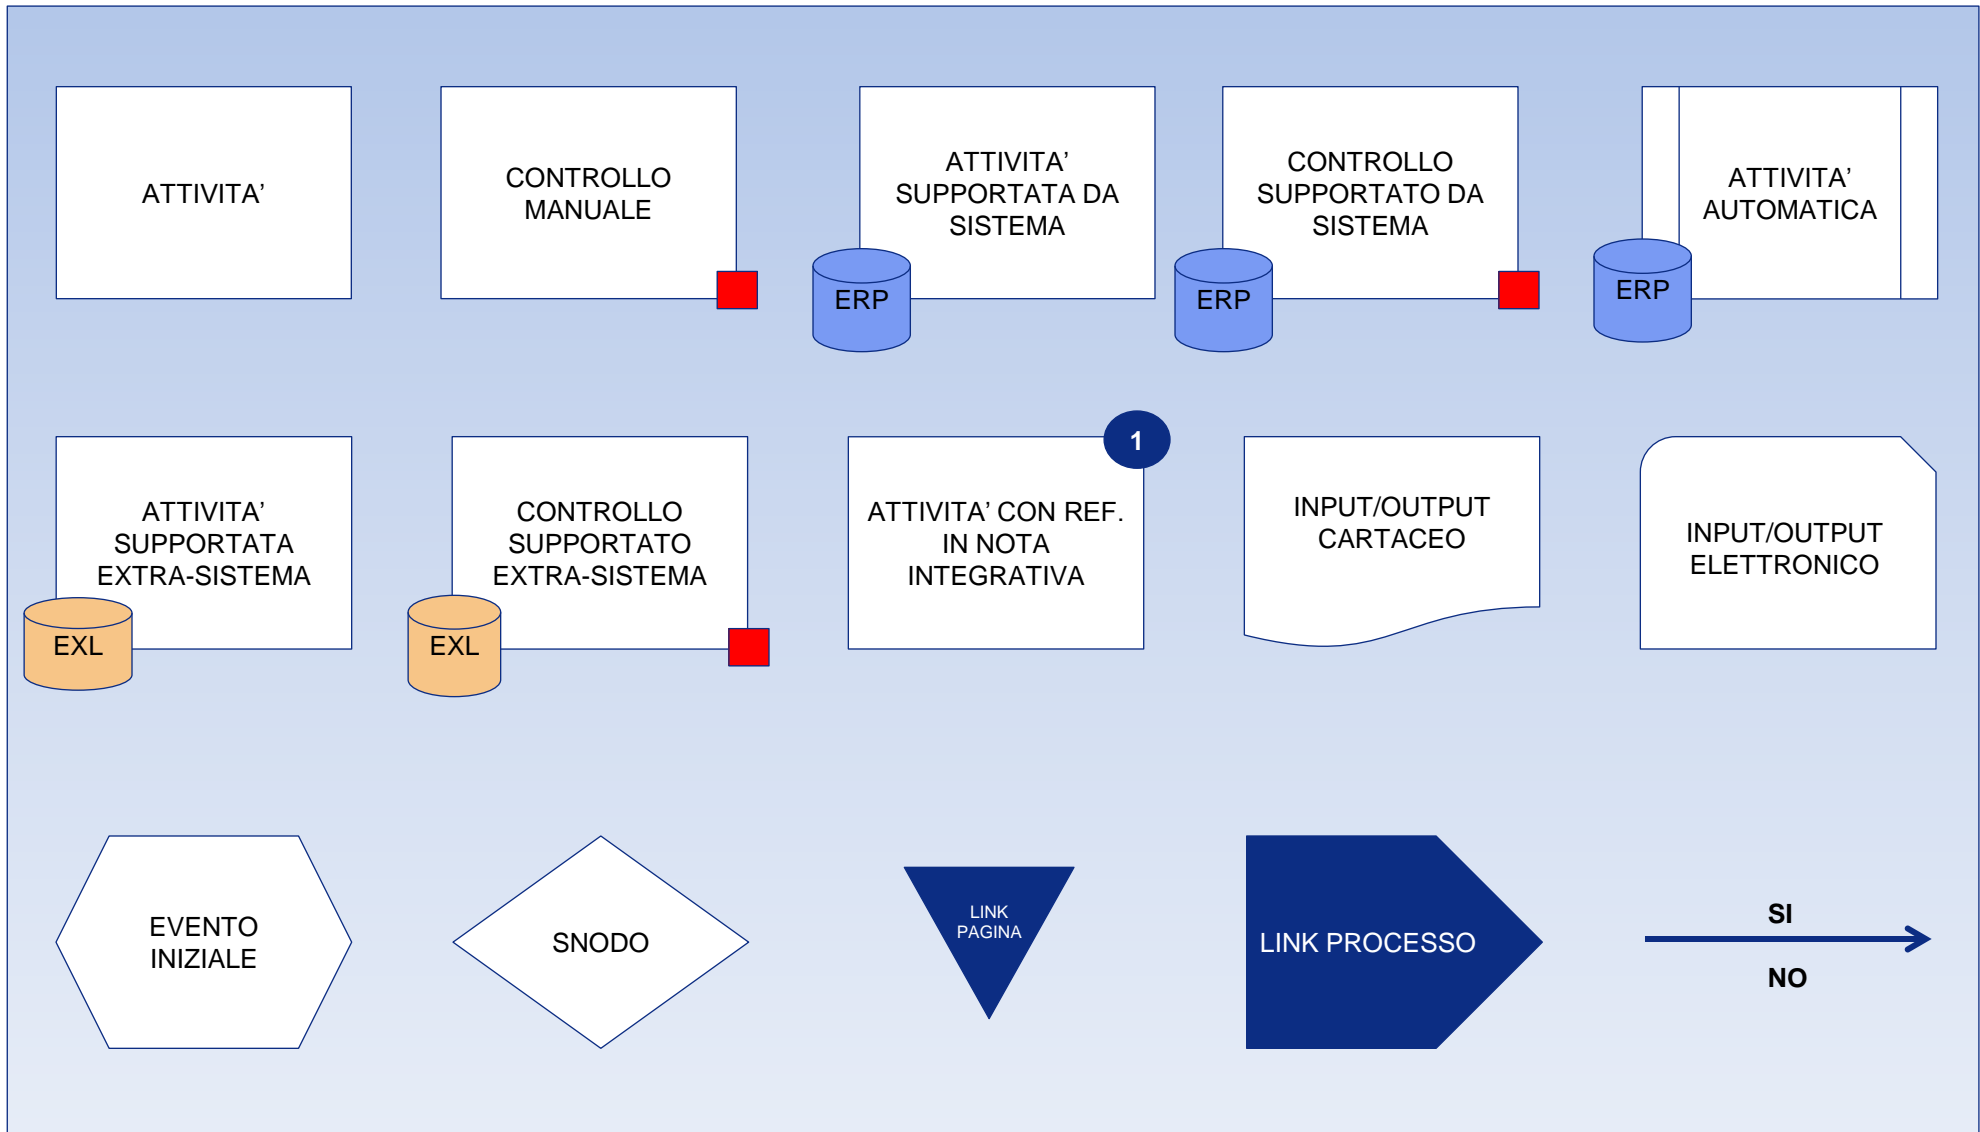 ATTIVITA’
CONTROLLO
MANUALE
ATTIVITA’
SUPPORTATA DA
SISTEMA
ERP
CONTROLLO
SUPPORTATO DA
SISTEMA
ERP
ATTIVITA’
AUTOMATICA
ERP
ATTIVITA’
SUPPORTATA
EXTRA-SISTEMA
EXL
CONTROLLO
SUPPORTATO
EXTRA-SISTEMA
EXL
1
ATTIVITA’ CON REF.
IN NOTA
INTEGRATIVA
INPUT/OUTPUT
CARTACEO
INPUT/OUTPUT
ELETTRONICO
EVENTO
INIZIALE
SNODO
LINK
PAGINA
LINK PROCESSO
SI
NO